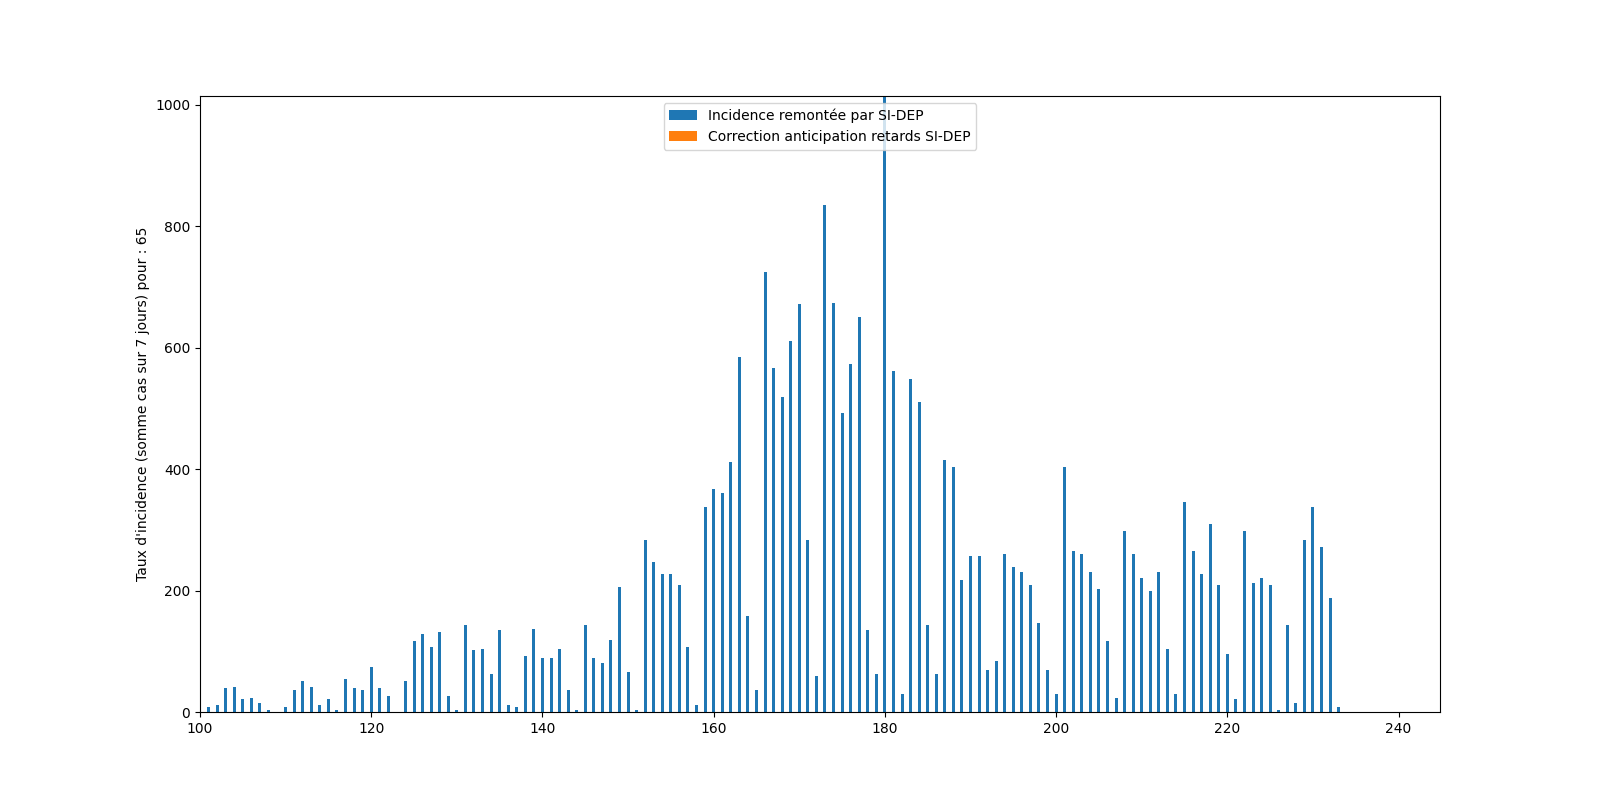 Incidence remontée par SI-DEP
Correction anticipation retards SI-DEP
Taux d'incidence (somme cas sur 7 jours) pour : 65
1000
800
600
400
200
0
100 120 140 160 180 200 220 240